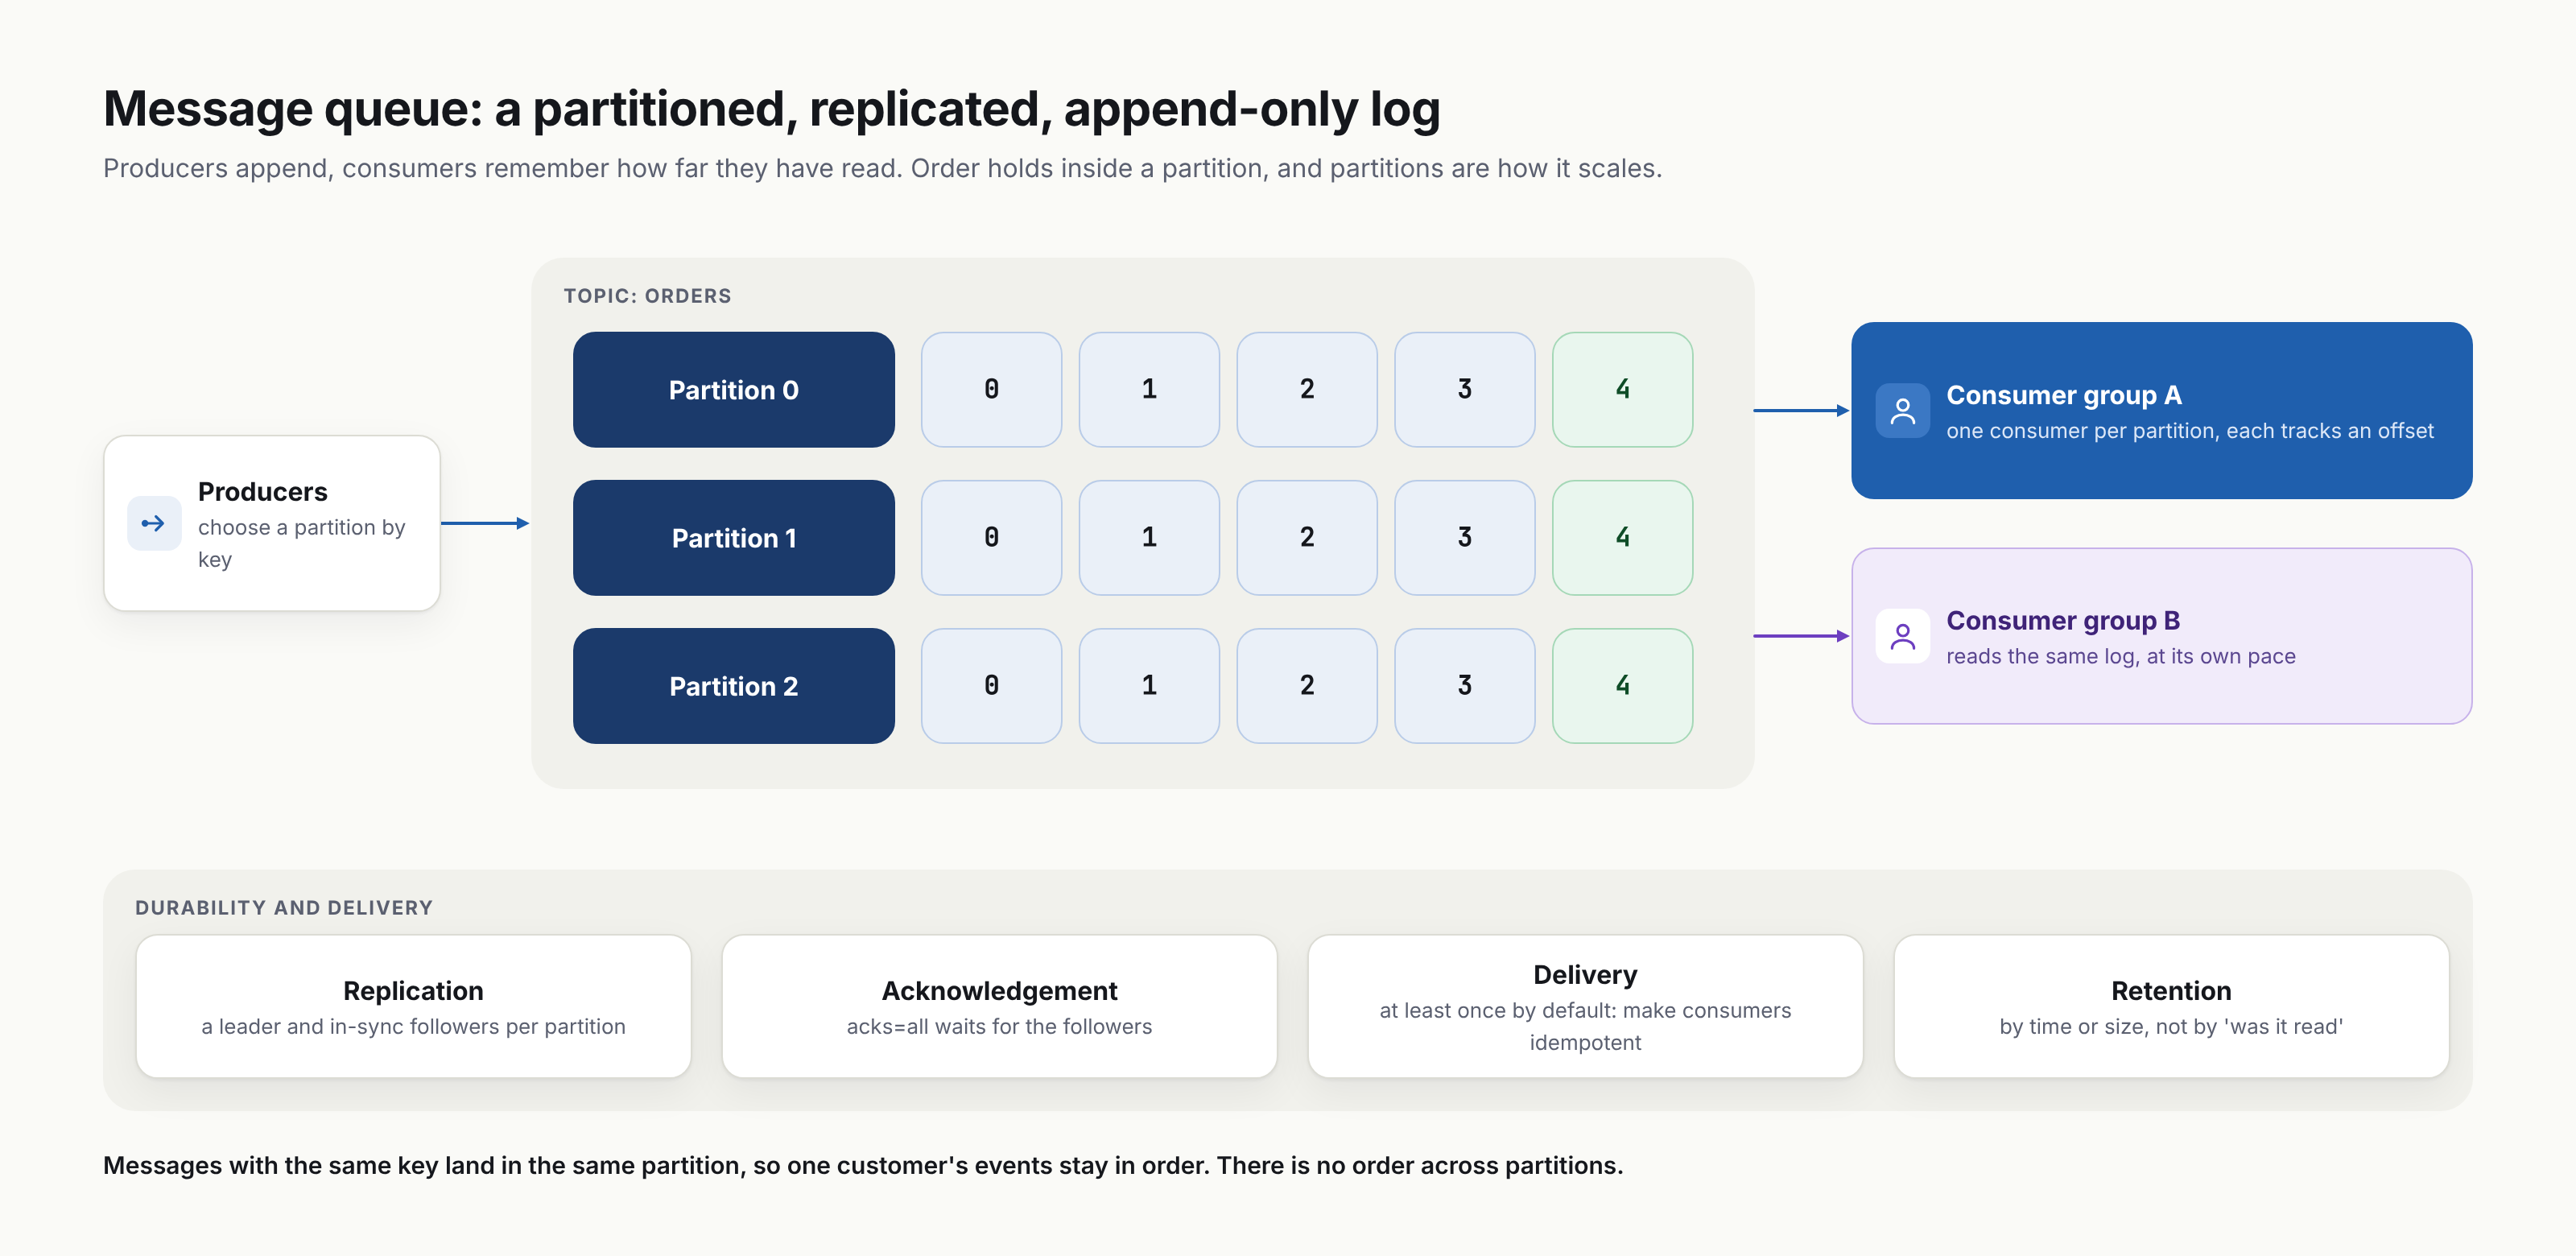 Message queue: a partitioned, replicated, append-only log
Producers append, consumers remember how far they have read. Order holds inside a partition, and partitions are how it scales.
Producers
choose a partition by
key
TOPIC: ORDERS
Partition 0
0
1
2
3
4
Partition 1
0
1
2
3
4
Partition 2
0
1
2
3
4
Consumer group A
one consumer per partition, each tracks an offset
Consumer group B
reads the same log, at its own pace
DURABILITY AND DELIVERY
Replication
a leader and in-sync followers per partition
Acknowledgement
acks=all waits for the followers
Delivery
at least once by default: make consumers
idempotent
Retention
by time or size, not by 'was it read'
Messages with the same key land in the same partition, so one customer's events stay in order. There is no order across partitions.